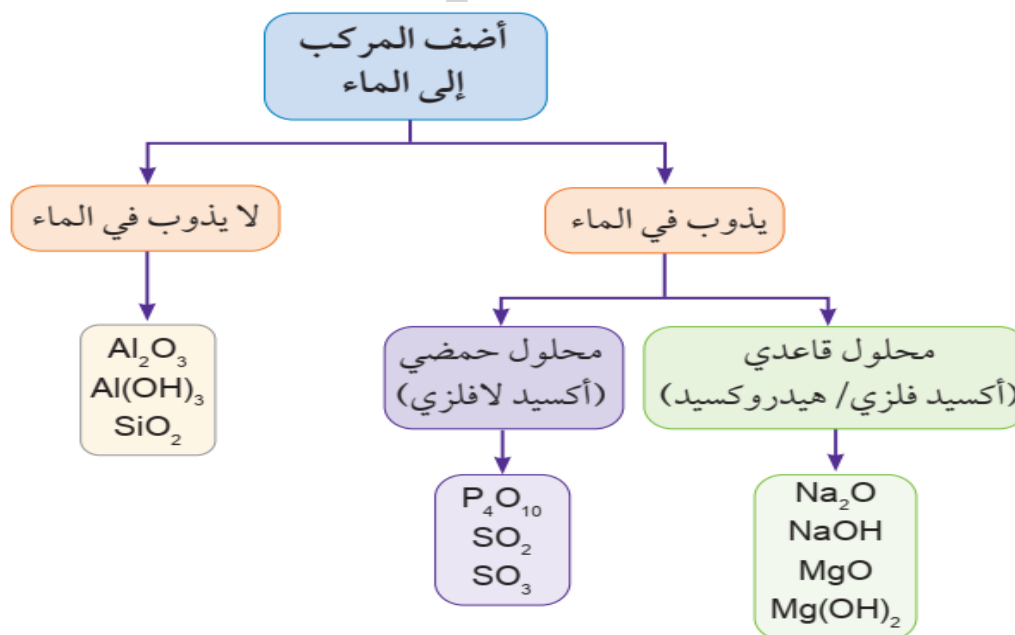 أضف المركب
إلى الماء
يذوب في الماء
لا يذوب في الماء
محلول قاعدي
(أكسيد فلزي/ هيدروكسيد)
محلول حمضي
(أكسيد لافلزي)
Al₂O₃
Al(OH)₃
SiO₂
Na₂O
NaOH
MgO
Mg(OH)₂
P₄O₁₀
SO₂
SO₃